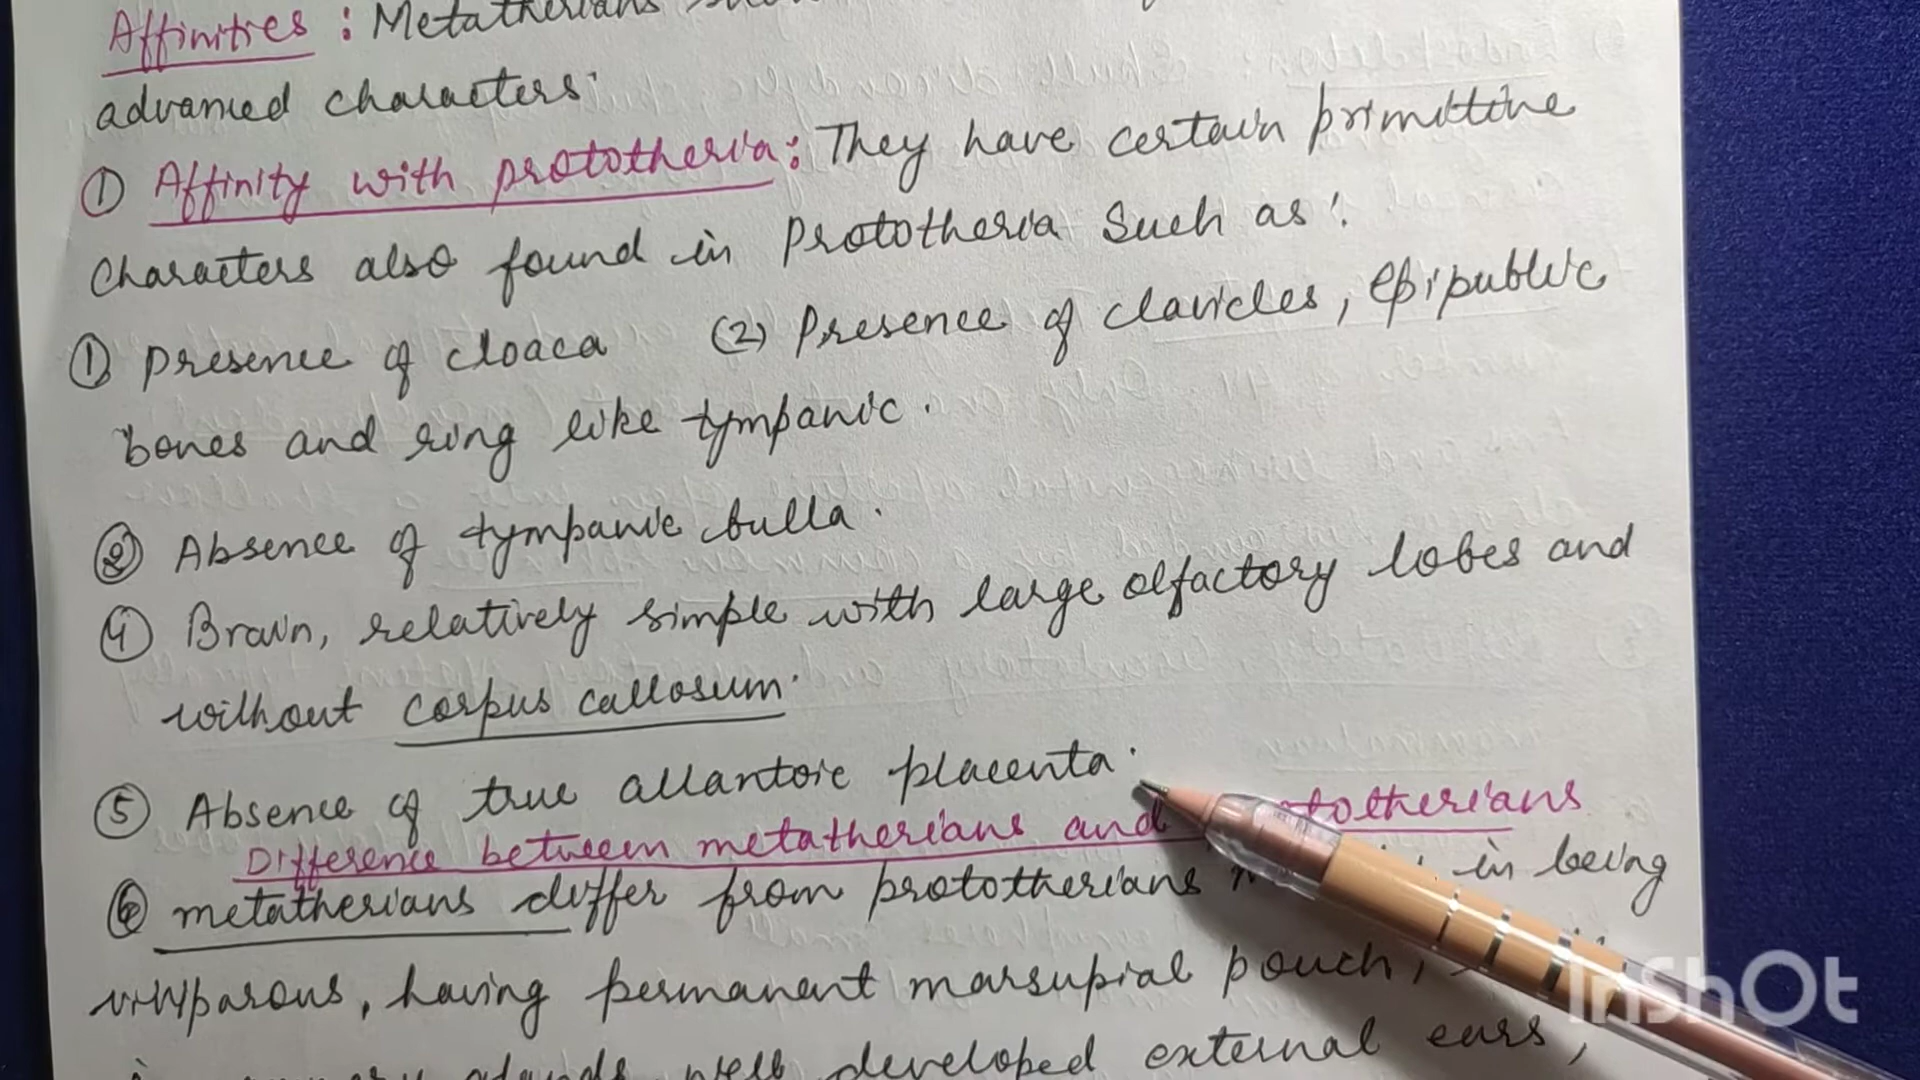 Affinities : Metatherians
advanced characters.
① Affinity with prototheria: They have certain primitive
characters also found in Prototheria Such as :
① Presence of cloaca (2) Presence of clavicles, epipublic
bones and ring like tympanic.
③ Absence of tympanic bulla.
④ Brain, relatively simple with large olfactory lobes and
without corpus callosum.
⑤ Absence of true allantoic placenta.
Difference between metatherians and totherians
⑥ metatherians differ from prototherians in being
viviparous, having permanent marsupial pouch,
glands well developed external ears,
InShOt